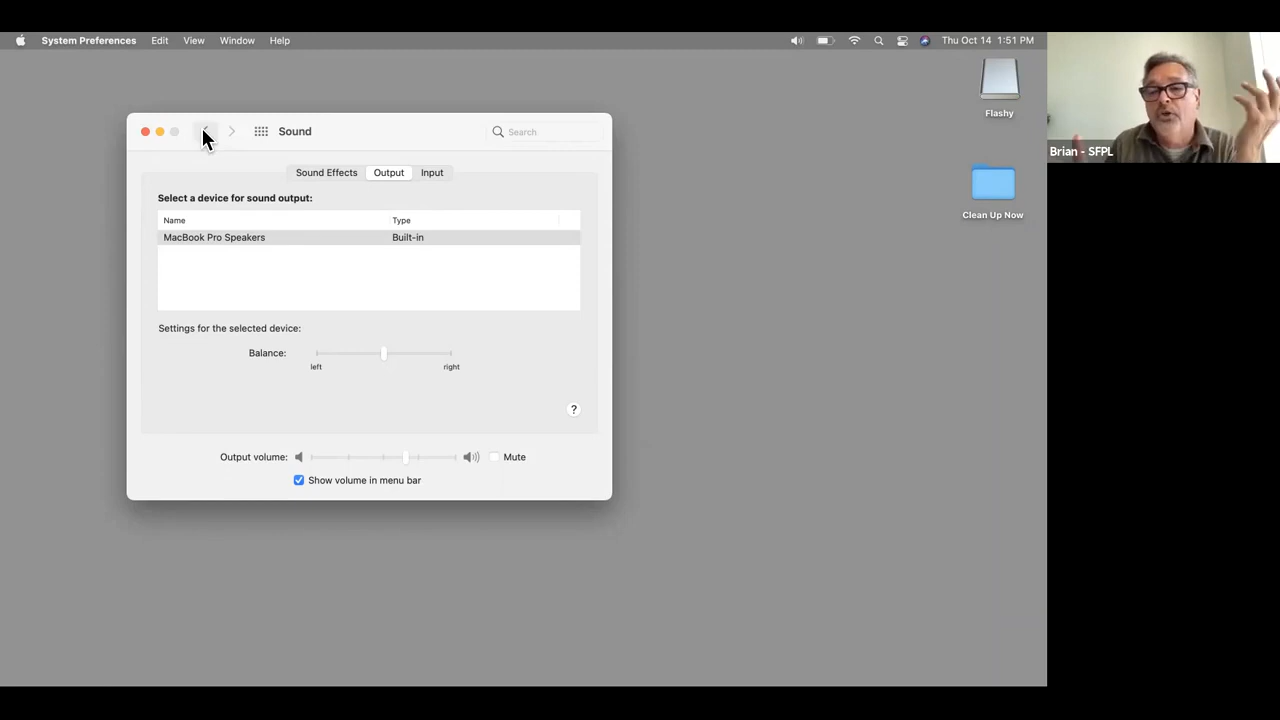 System Preferences Edit View Window Help Thu Oct 14 1:51 PM
Flashy
Clean Up Now
Brian - SFPL
Sound
Search
Sound Effects Output Input
Select a device for sound output:
Name Type
MacBook Pro Speakers Built-in
Settings for the selected device:
Balance:
left right
?
Output volume: Mute
Show volume in menu bar